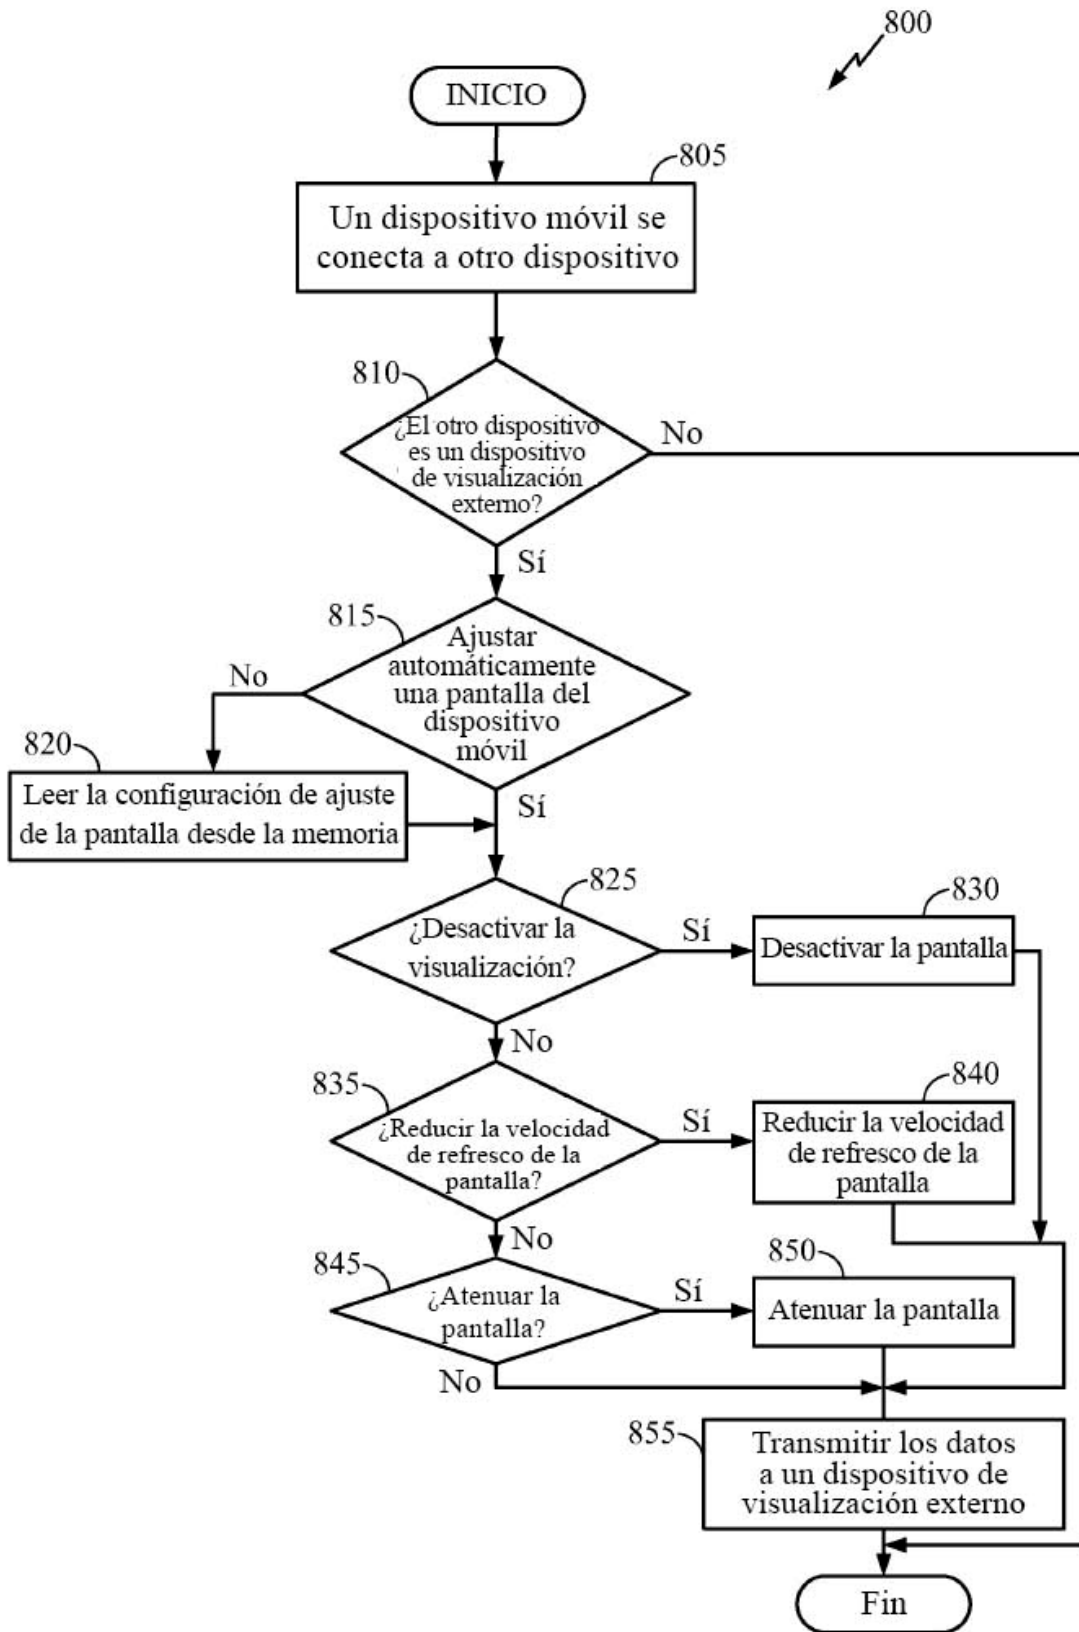 800
INICIO
805
Un dispositivo móvil se
conecta a otro dispositivo
810
¿El otro dispositivo
es un dispositivo
de visualización
externo?
No
Sí
815
Ajustar
automáticamente
una pantalla del
dispositivo
móvil
No
820
Leer la configuración de ajuste
de la pantalla desde la memoria
Sí
825
¿Desactivar la
visualización?
Sí
830
Desactivar la pantalla
No
835
¿Reducir la velocidad
de refresco de la
pantalla?
Sí
840
Reducir la velocidad
de refresco de la
pantalla
No
845
¿Atenuar la
pantalla?
Sí
850
Atenuar la pantalla
No
855
Transmitir los datos
a un dispositivo de
visualización externo
Fin